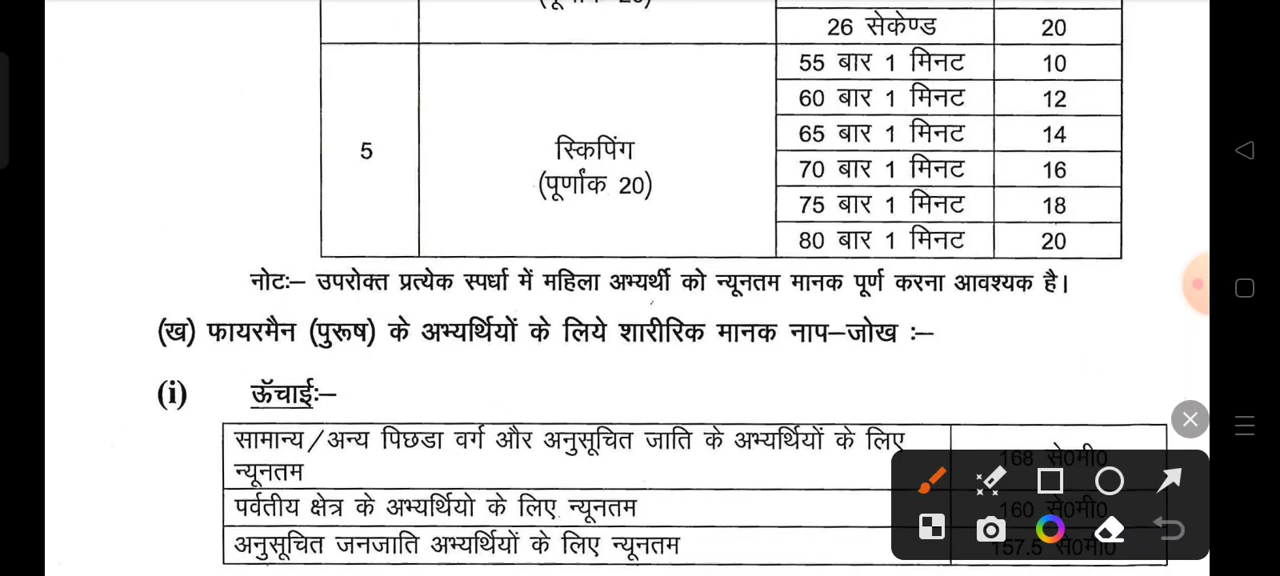 26 सेकेण्ड 20
55 बार 1 मिनट 10
60 बार 1 मिनट 12
65 बार 1 मिनट 14
5 स्किपिंग (पूर्णांक 20)
70 बार 1 मिनट 16
75 बार 1 मिनट 18
80 बार 1 मिनट 20
नोटः– उपरोक्त प्रत्येक स्पर्धा में महिला अभ्यर्थी को न्यूनतम मानक पूर्ण करना आवश्यक है।
(ख) फायरमैन (पुरूष) के अभ्यर्थियों के लिये शारीरिक मानक नाप–जोख :–
(i) ऊॅचाईः–
सामान्य/अन्य पिछडा वर्ग और अनुसूचित जाति के अभ्यर्थियों के लिए न्यूनतम 168 से0मी0
पर्वतीय क्षेत्र के अभ्यर्थियो के लिए न्यूनतम 160 से0मी0
अनुसूचित जनजाति अभ्यर्थियों के लिए न्यूनतम 157.5 से0मी0